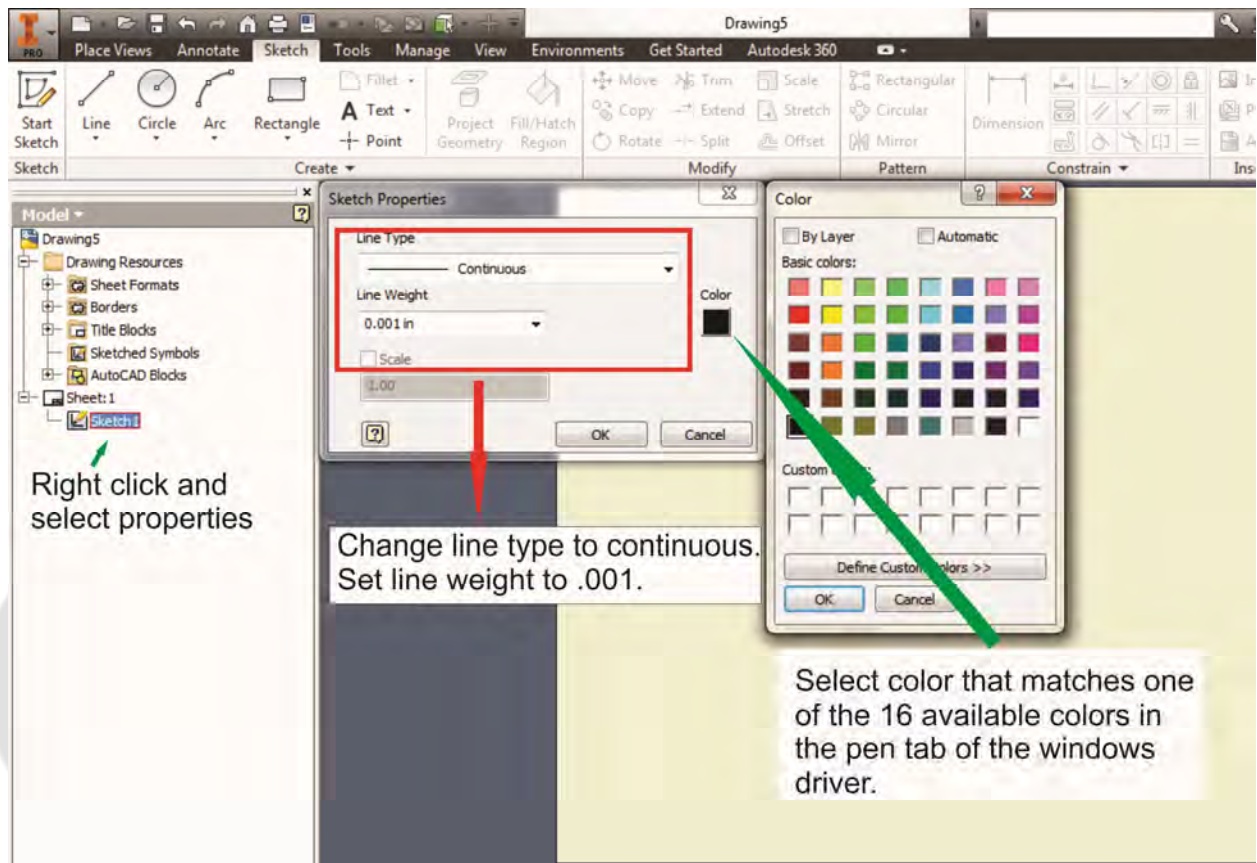 Drawing5
PRO
Place Views Annotate Sketch Tools Manage View Environments Get Started Autodesk 360
Start Sketch
Line
Circle
Arc
Rectangle
Fillet
Text
Point
Project Geometry
Fill/Hatch Region
Move
Copy
Rotate
Trim
Extend
Split
Scale
Stretch
Offset
Rectangular
Circular
Mirror
Dimension
Sketch
Create
Modify
Pattern
Constrain
Ins
Model
Drawing5
Drawing Resources
Sheet Formats
Borders
Title Blocks
Sketched Symbols
AutoCAD Blocks
Sheet:1
Sketch1
Right click and
select properties
Sketch Properties
Line Type
Continuous
Line Weight
0.001 in
Scale
1.00
Color
OK Cancel
Change line type to continuous.
Set line weight to .001.
Color
By Layer Automatic
Basic colors:
Custom
Define Custom Colors >>
OK Cancel
Select color that matches one
of the 16 available colors in
the pen tab of the windows
driver.